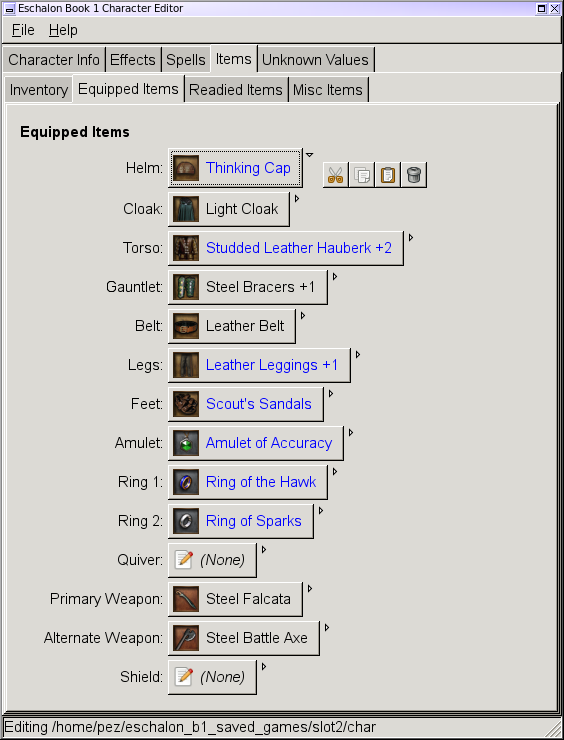 Eschalon Book 1 Character Editor
File Help
Character Info Effects Spells Items Unknown Values
Inventory Equipped Items Readied Items Misc Items
Equipped Items
Helm: Thinking Cap
Cloak: Light Cloak
Torso: Studded Leather Hauberk +2
Gauntlet: Steel Bracers +1
Belt: Leather Belt
Legs: Leather Leggings +1
Feet: Scout's Sandals
Amulet: Amulet of Accuracy
Ring 1: Ring of the Hawk
Ring 2: Ring of Sparks
Quiver: (None)
Primary Weapon: Steel Falcata
Alternate Weapon: Steel Battle Axe
Shield: (None)
Editing /home/pez/eschalon_b1_saved_games/slot2/char